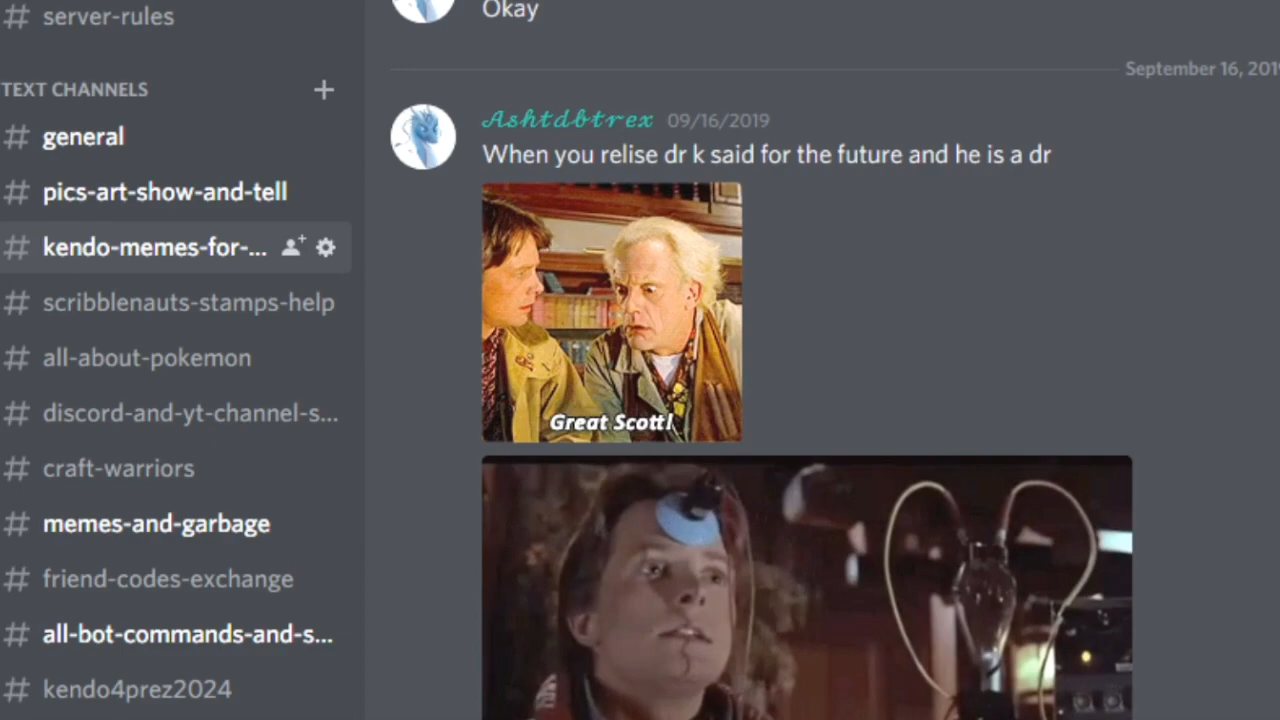 # server-rules
TEXT CHANNELS +
# general
# pics-art-show-and-tell
# kendo-memes-for-...
# scribblenauts-stamps-help
# all-about-pokemon
# discord-and-yt-channel-s...
# craft-warriors
# memes-and-garbage
# friend-codes-exchange
# all-bot-commands-and-s...
# kendo4prez2024
Okay
September 16, 2019
Ashtdbtrex 09/16/2019
When you relise dr k said for the future and he is a dr
Great Scott!